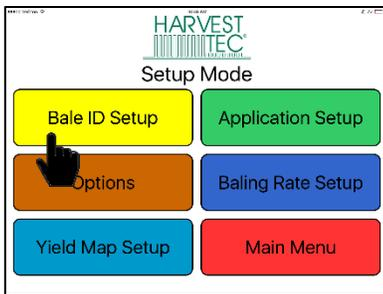 HARVEST
TEC
Setup Mode
Bale ID Setup
Application Setup
Options
Baling Rate Setup
Yield Map Setup
Main Menu